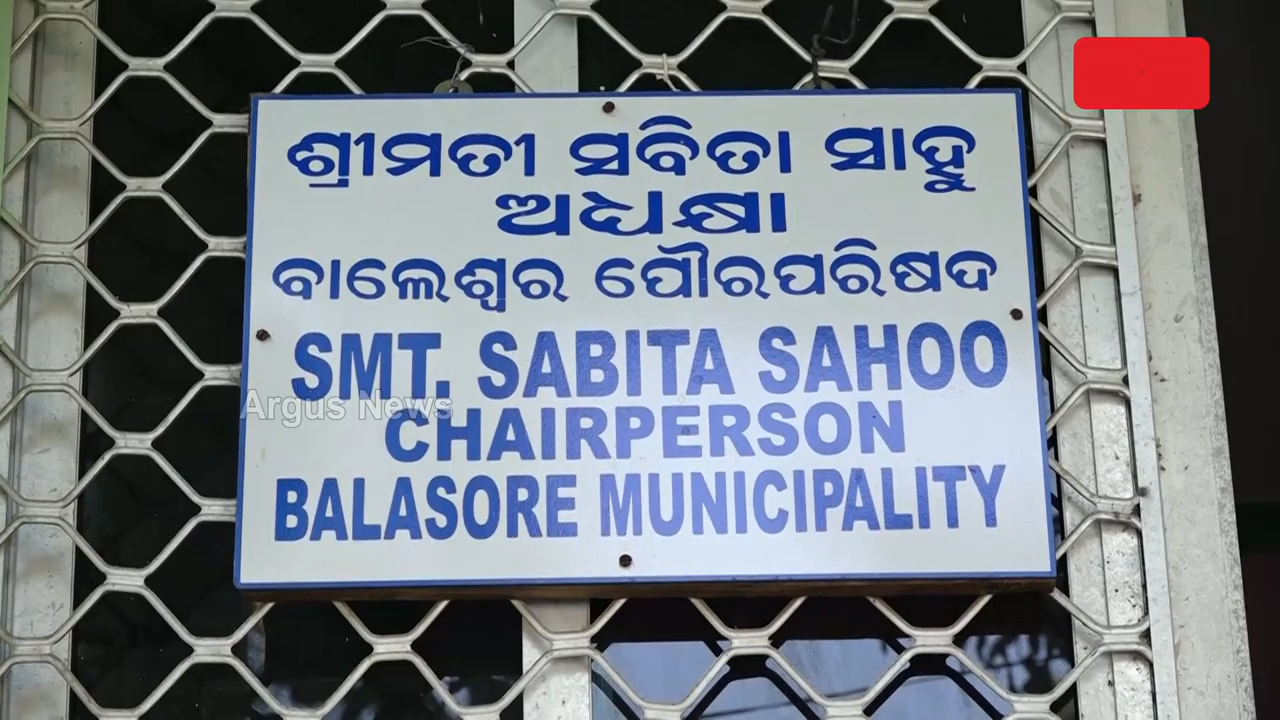 ଶ୍ରୀମତୀ ସବିତା ସାହୁ
ଅଧ୍ୟକ୍ଷା
ବାଲେଶ୍ୱର ପୌରପରିଷଦ
SMT. SABITA SAHOO
Argus News
CHAIRPERSON
BALASORE MUNICIPALITY